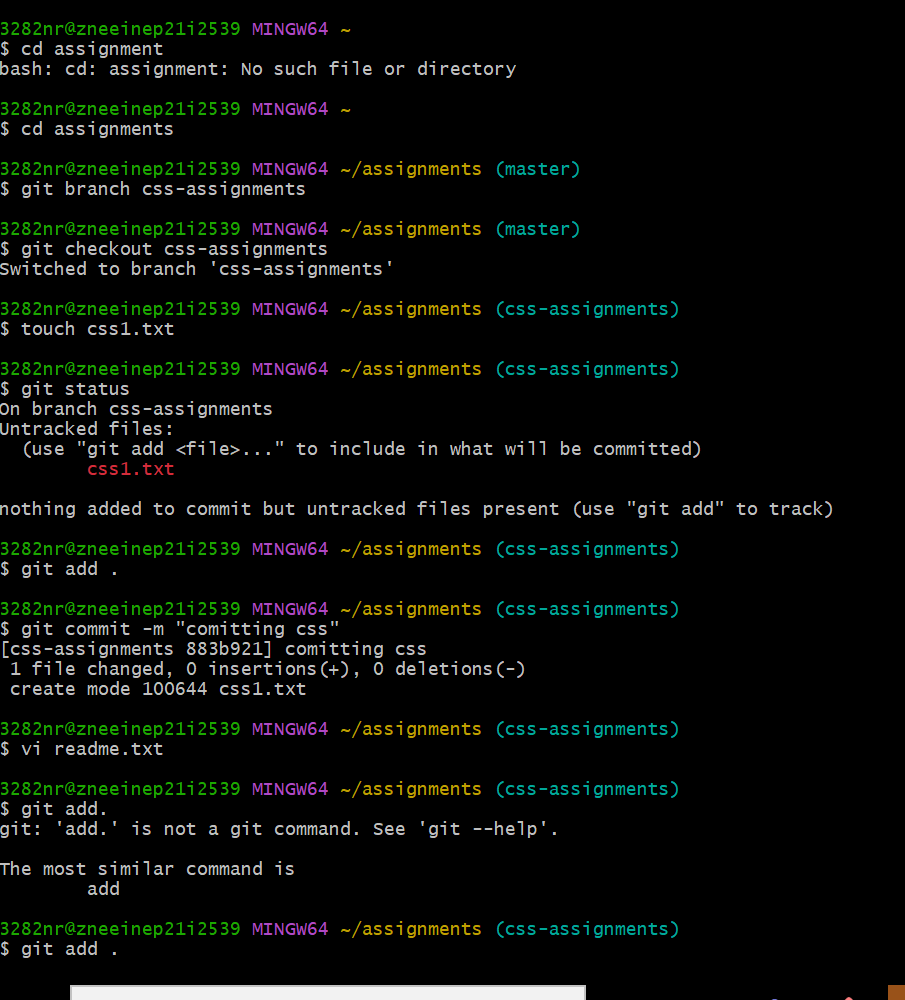 3282nr@zneeinep21i2539 MINGW64 ~
$ cd assignment
bash: cd: assignment: No such file or directory
3282nr@zneeinep21i2539 MINGW64 ~
$ cd assignments
3282nr@zneeinep21i2539 MINGW64 ~/assignments (master)
$ git branch css-assignments
3282nr@zneeinep21i2539 MINGW64 ~/assignments (master)
$ git checkout css-assignments
Switched to branch 'css-assignments'
3282nr@zneeinep21i2539 MINGW64 ~/assignments (css-assignments)
$ touch css1.txt
3282nr@zneeinep21i2539 MINGW64 ~/assignments (css-assignments)
$ git status
On branch css-assignments
Untracked files:
  (use "git add <file>..." to include in what will be committed)
        css1.txt
nothing added to commit but untracked files present (use "git add" to track)
3282nr@zneeinep21i2539 MINGW64 ~/assignments (css-assignments)
$ git add .
3282nr@zneeinep21i2539 MINGW64 ~/assignments (css-assignments)
$ git commit -m "comitting css"
[css-assignments 883b921] comitting css
 1 file changed, 0 insertions(+), 0 deletions(-)
 create mode 100644 css1.txt
3282nr@zneeinep21i2539 MINGW64 ~/assignments (css-assignments)
$ vi readme.txt
3282nr@zneeinep21i2539 MINGW64 ~/assignments (css-assignments)
$ git add.
git: 'add.' is not a git command. See 'git --help'.
The most similar command is
        add
3282nr@zneeinep21i2539 MINGW64 ~/assignments (css-assignments)
$ git add .